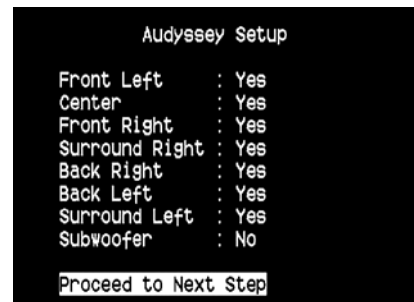 Audyssey Setup
Front Left : Yes
Center : Yes
Front Right : Yes
Surround Right : Yes
Back Right : Yes
Back Left : Yes
Surround Left : Yes
Subwoofer : No
Proceed to Next Step